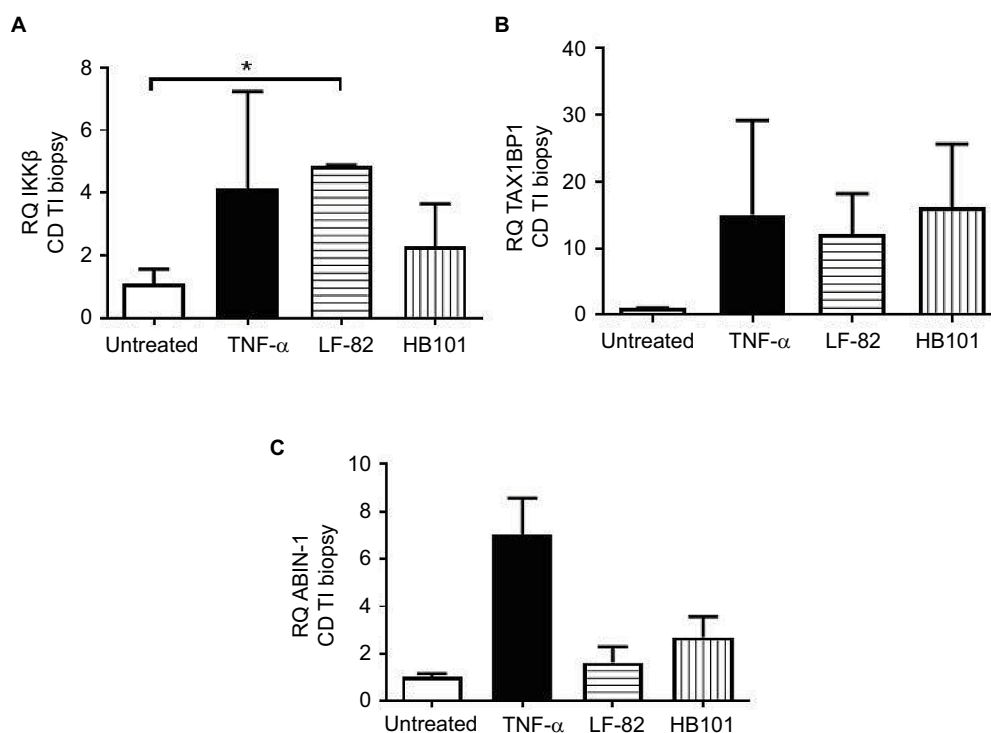 A
RQ IKKβ
CD TI biopsy
8
6
4
2
0
*
Untreated TNF-α LF-82 HB101
B
RQ TAX1BP1
CD TI biopsy
40
30
20
10
0
Untreated TNF-α LF-82 HB101
C
RQ ABIN-1
CD TI biopsy
10
8
6
4
2
0
Untreated TNF-α LF-82 HB101